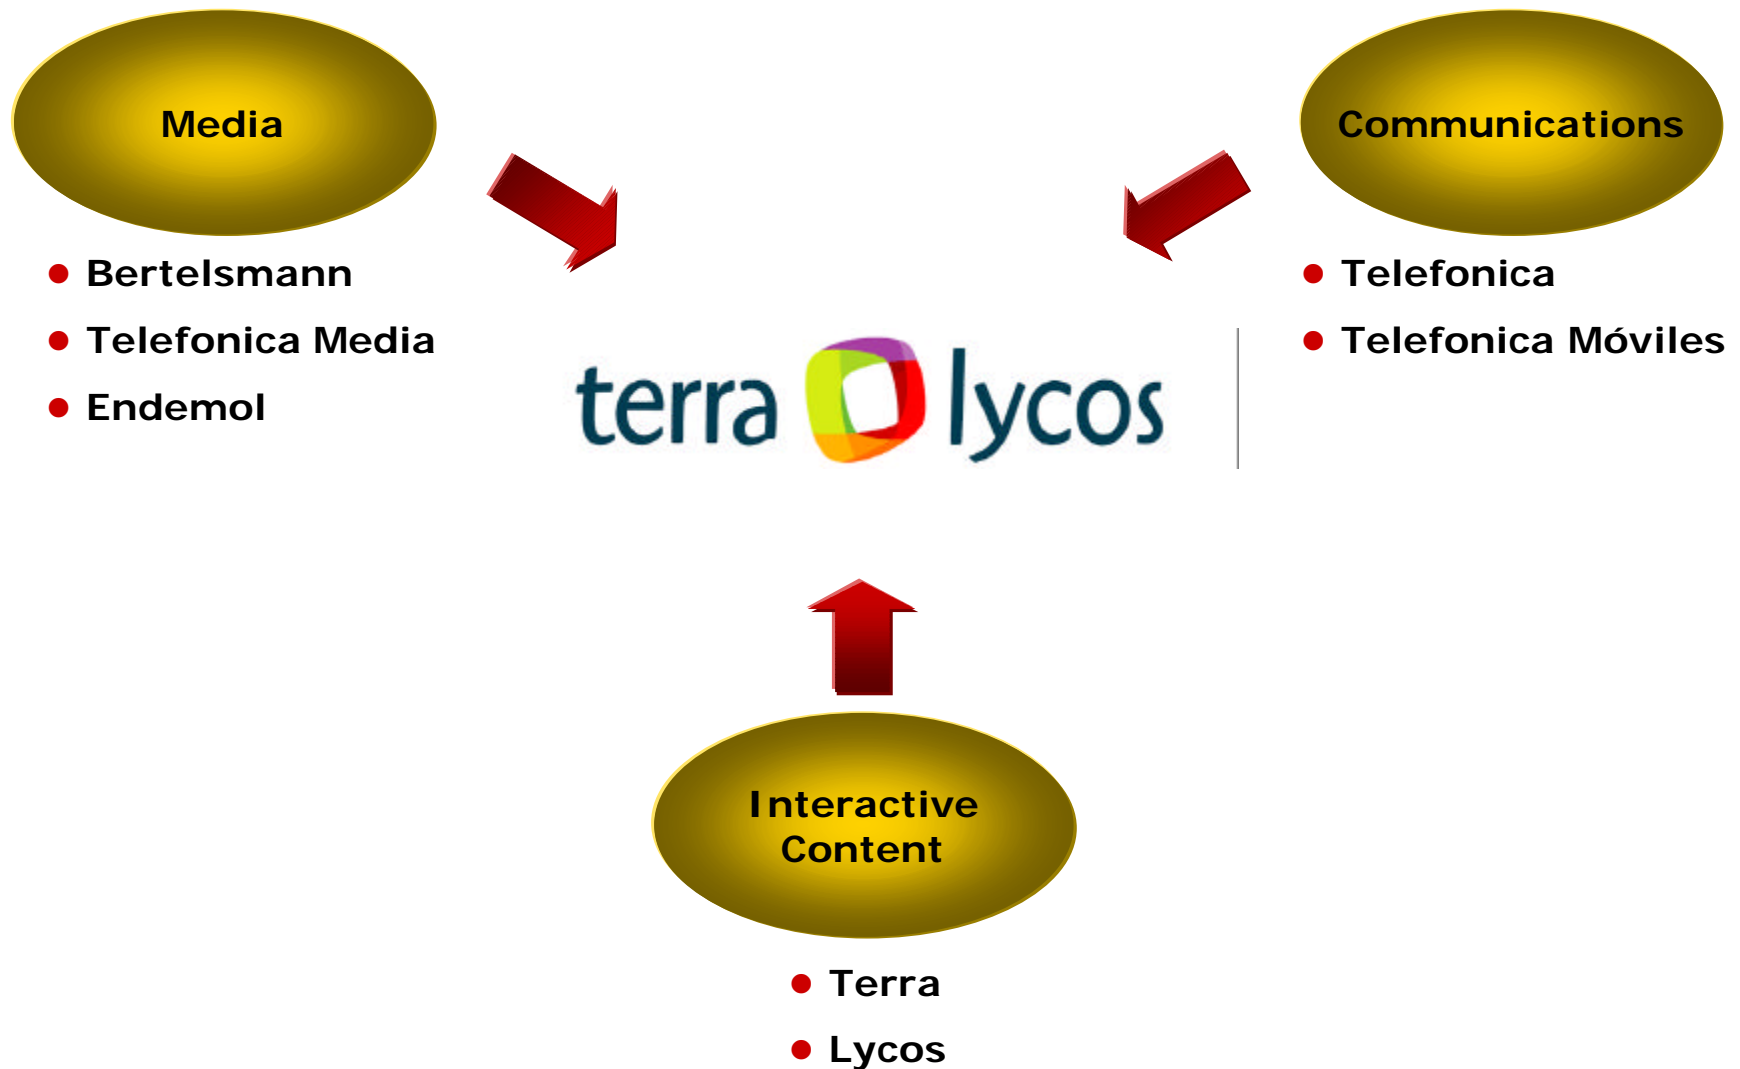 Media
Communications
● Bertelsmann
● Telefonica Media
● Endemol
● Telefonica
● Telefonica Móviles
terra lycos
Interactive
Content
● Terra
● Lycos